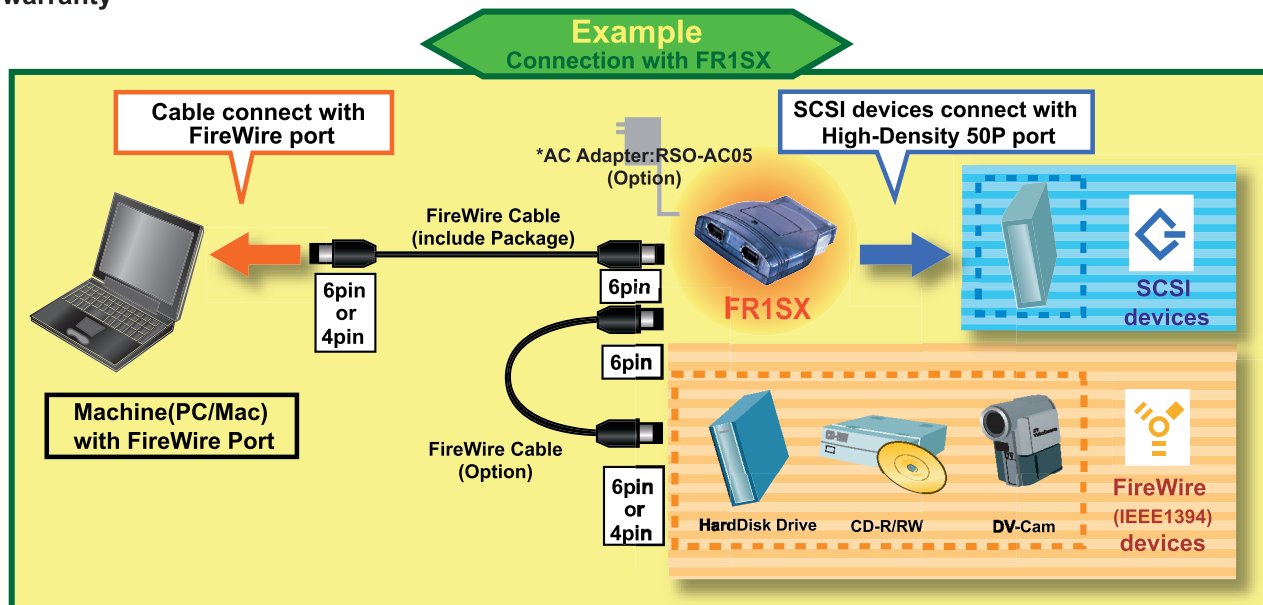 warranty
Example
Connection with FR1SX
Cable connect with
FireWire port
*AC Adapter:RSO-AC05
(Option)
SCSI devices connect with
High-Density 50P port
FireWire Cable
(include Package)
6pin
or
4pin
6pin
FR1SX
SCSI
devices
6pin
Machine(PC/Mac)
with FireWire Port
FireWire Cable
(Option)
6pin
or
4pin
HardDisk Drive
CD-R/RW
DV-Cam
FireWire
(IEEE1394)
devices